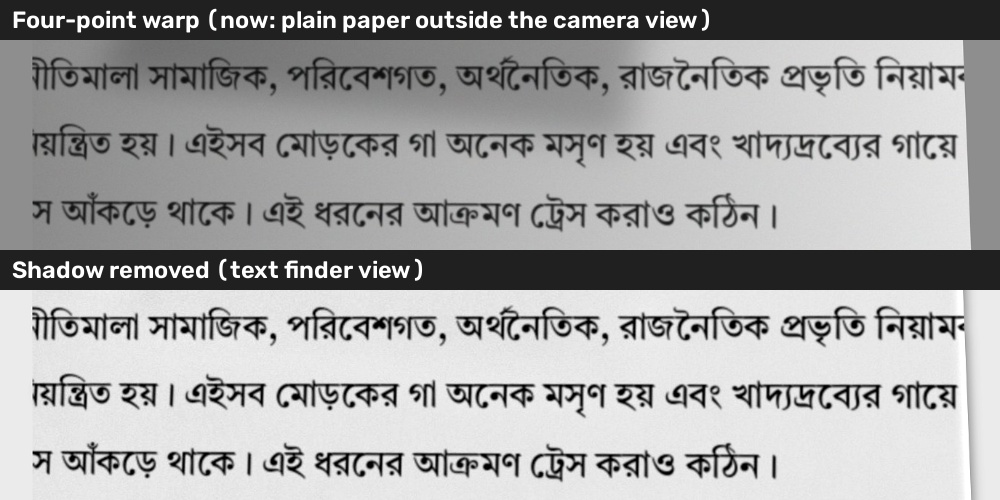 Four-point warp (now: plain paper outside the camera view)
সামাজিক, পরিবেশগত, অর্থনৈতিক, রাজনৈতিক প্রভৃতি
হয়। এইসব মোড়কের গা অনেক মসৃণ হয় এবং খাদ্যদ্রব্যের গায়ে
আঁকড়ে থাকে। এই ধরনের আক্রমণ ট্রেস করাও কঠিন।
Shadow removed (text finder view)
সামাজিক, পরিবেশগত, অর্থনৈতিক, রাজনৈতিক প্রভৃতি
হয়। এইসব মোড়কের গা অনেক মসৃণ হয় এবং খাদ্যদ্রব্যের গায়ে
আঁকড়ে থাকে। এই ধরনের আক্রমণ ট্রেস করাও কঠিন।